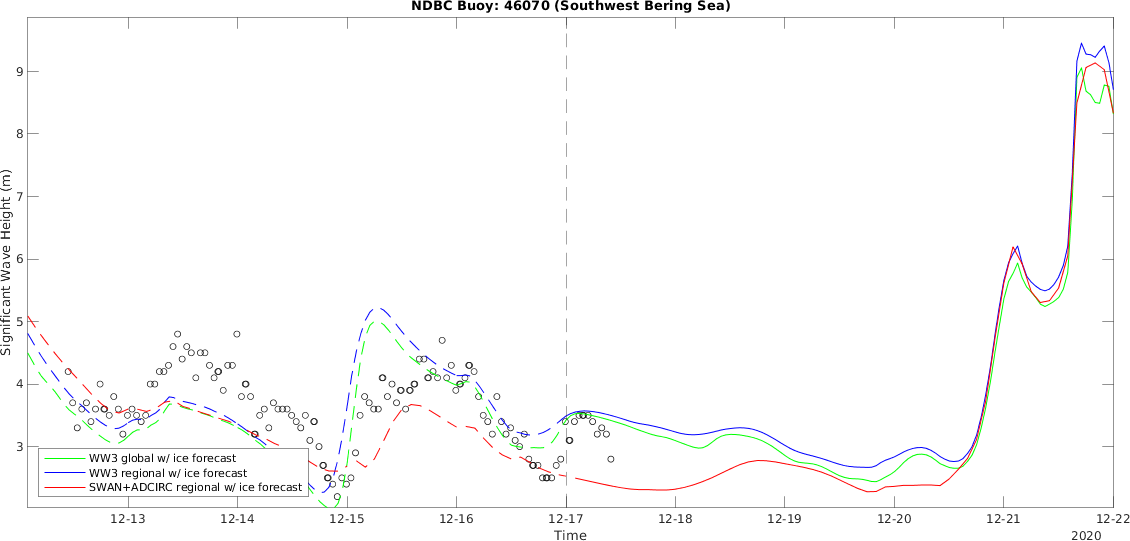 NDBC Buoy: 46070 (Southwest Bering Sea)
Significant Wave Height (m)
9
8
7
6
5
4
3
WW3 global w/ ice forecast
WW3 regional w/ ice forecast
SWAN+ADCIRC regional w/ ice forecast
12-13 12-14 12-15 12-16 12-17 12-18 12-19 12-20 12-21 12-22
Time
2020